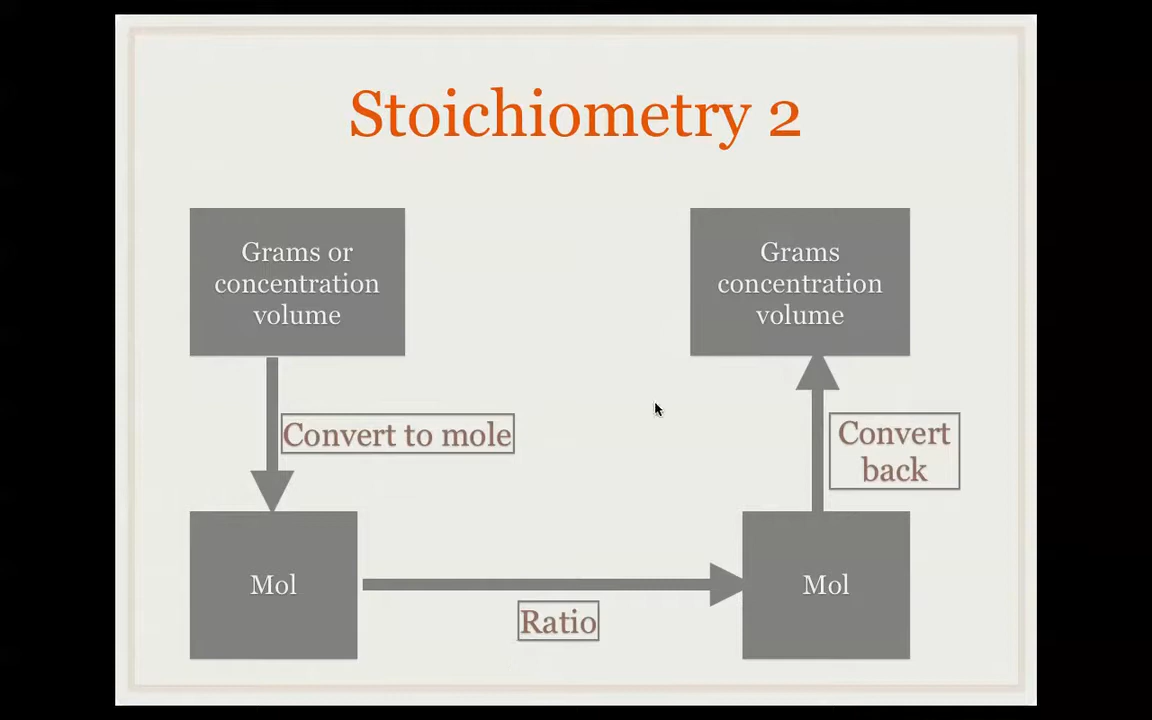 Stoichiometry 2
Grams or
concentration
volume
Grams
concentration
volume
Convert to mole
Convert
back
Mol
Mol
Ratio